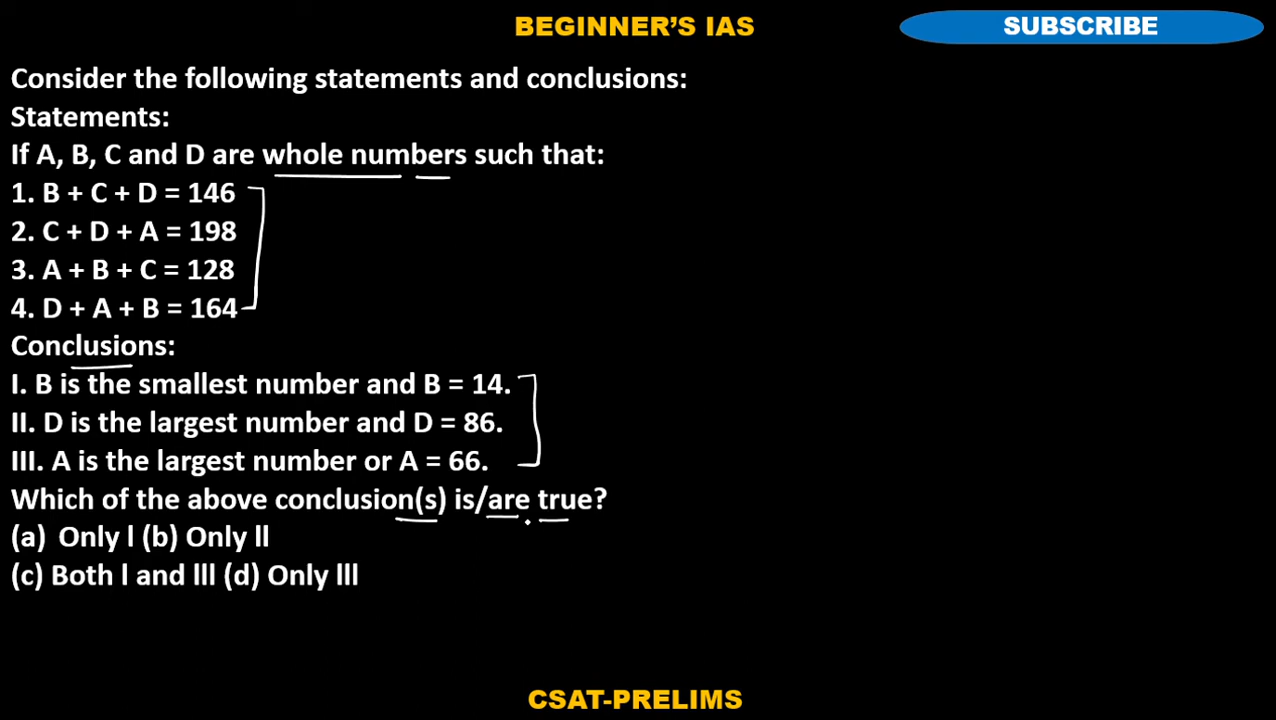 BEGINNER'S IAS
SUBSCRIBE
Consider the following statements and conclusions:
Statements:
If A, B, C and D are whole numbers such that:
1. B + C + D = 146
2. C + D + A = 198
3. A + B + C = 128
4. D + A + B = 164
Conclusions:
I. B is the smallest number and B = 14.
II. D is the largest number and D = 86.
III. A is the largest number or A = 66.
Which of the above conclusion(s) is/are true?
(a) Only l (b) Only ll
(c) Both l and lll (d) Only lll
CSAT-PRELIMS